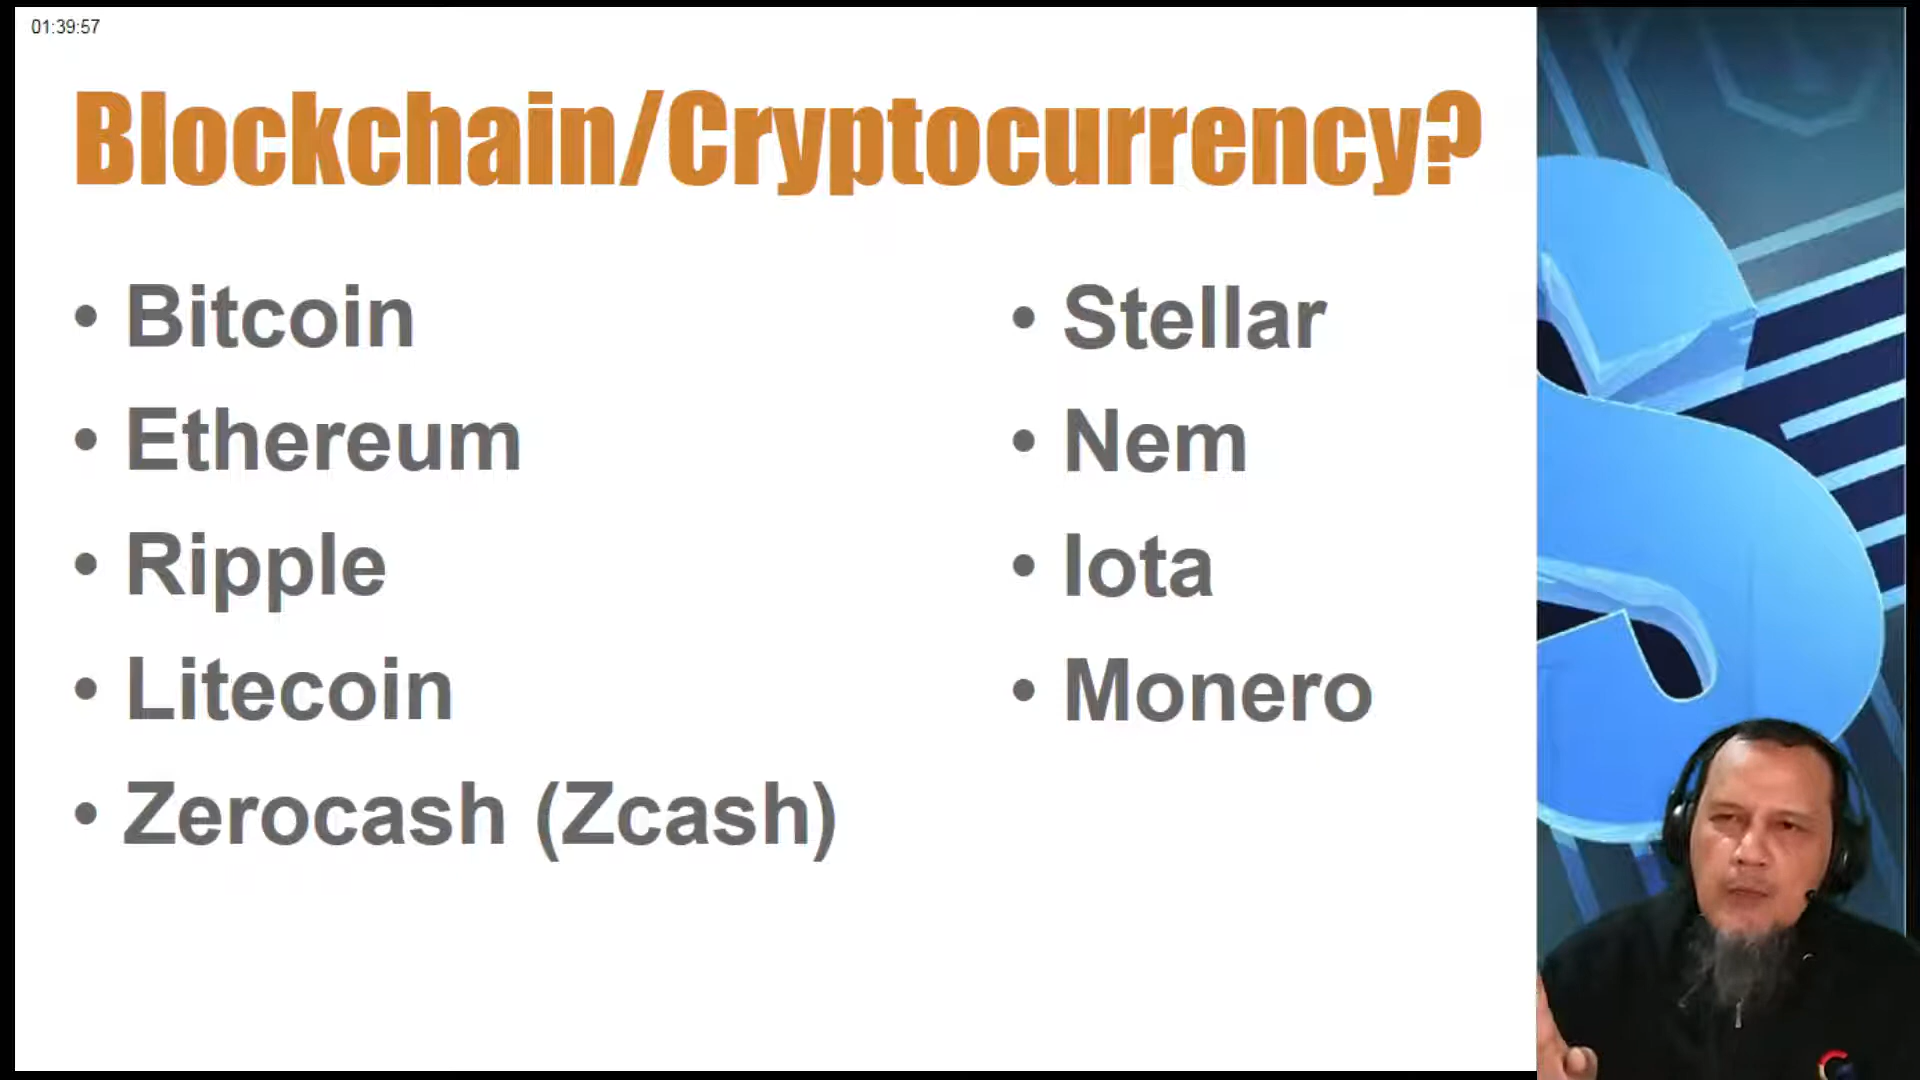 01:39:57
Blockchain/Cryptocurrency?
• Bitcoin
• Ethereum
• Ripple
• Litecoin
• Zerocash (Zcash)
• Stellar
• Nem
• Iota
• Monero